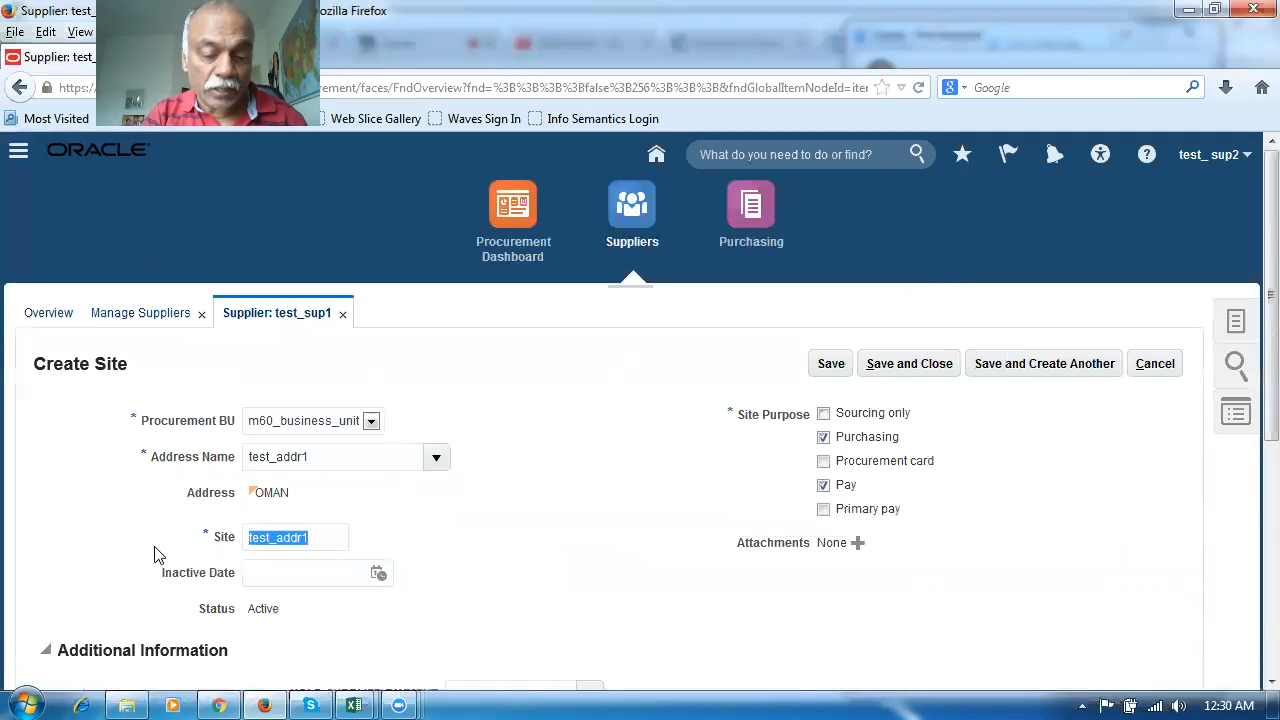 Supplier: test_
ozilla Firefox
File Edit View
Supplier: test_
https://
rement/faces/FndOverview?fnd=%3B%3B%3B%3Bfalse%3B256%3B%3B%3B&fndGlobalItemNodeId=iter
Google
Most Visited
Web Slice Gallery
Waves Sign In
Info Semantics Login
ORACLE
What do you need to do or find?
test_ sup2
Procurement
Dashboard
Suppliers
Purchasing
Overview
Manage Suppliers
Supplier: test_sup1
Create Site
Save
Save and Close
Save and Create Another
Cancel
* Procurement BU m60_business_unit
* Address Name test_addr1
Address OMAN
* Site test_addr1
Inactive Date
Status Active
* Site Purpose
Sourcing only
Purchasing
Procurement card
Pay
Primary pay
Attachments None
Additional Information
12:30 AM